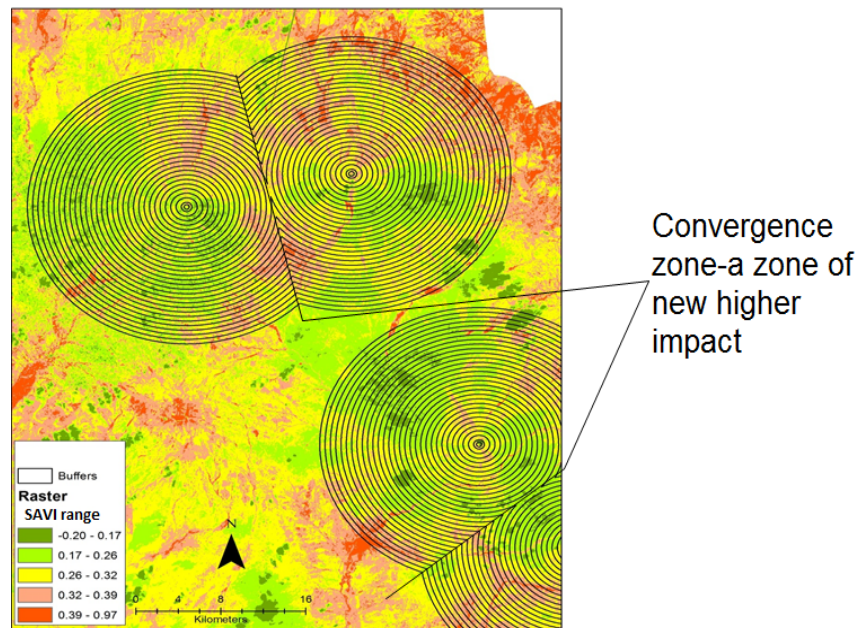 Convergence
zone-a zone of
new higher
impact
Buffers
Raster
SAVI range
-0.20 - 0.17
0.17 - 0.26
0.26 - 0.32
0.32 - 0.39
0.39 - 0.97
N
0 4 8 16
Kilometers